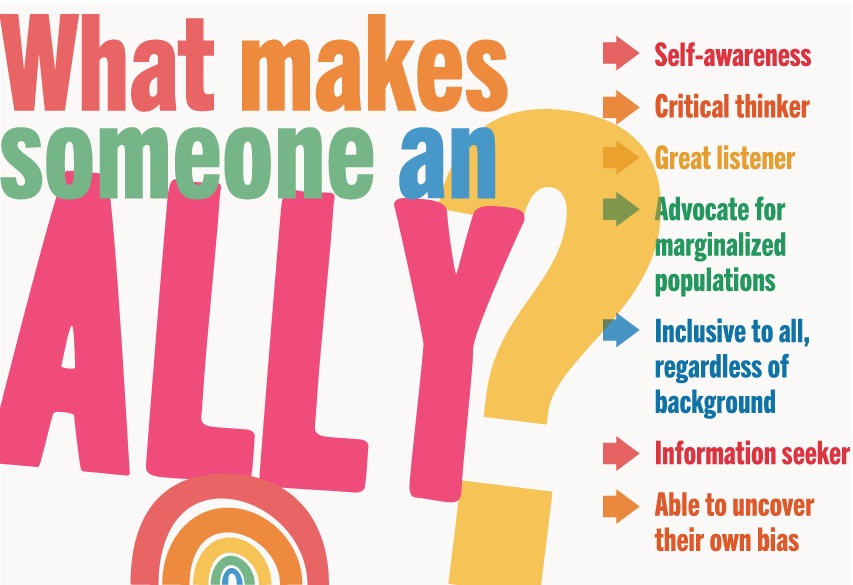 What makes
someone an
ALLY?
Self-awareness
Critical thinker
Great listener
Advocate for
marginalized
populations
Inclusive to all,
regardless of
background
Information seeker
Able to uncover
their own bias